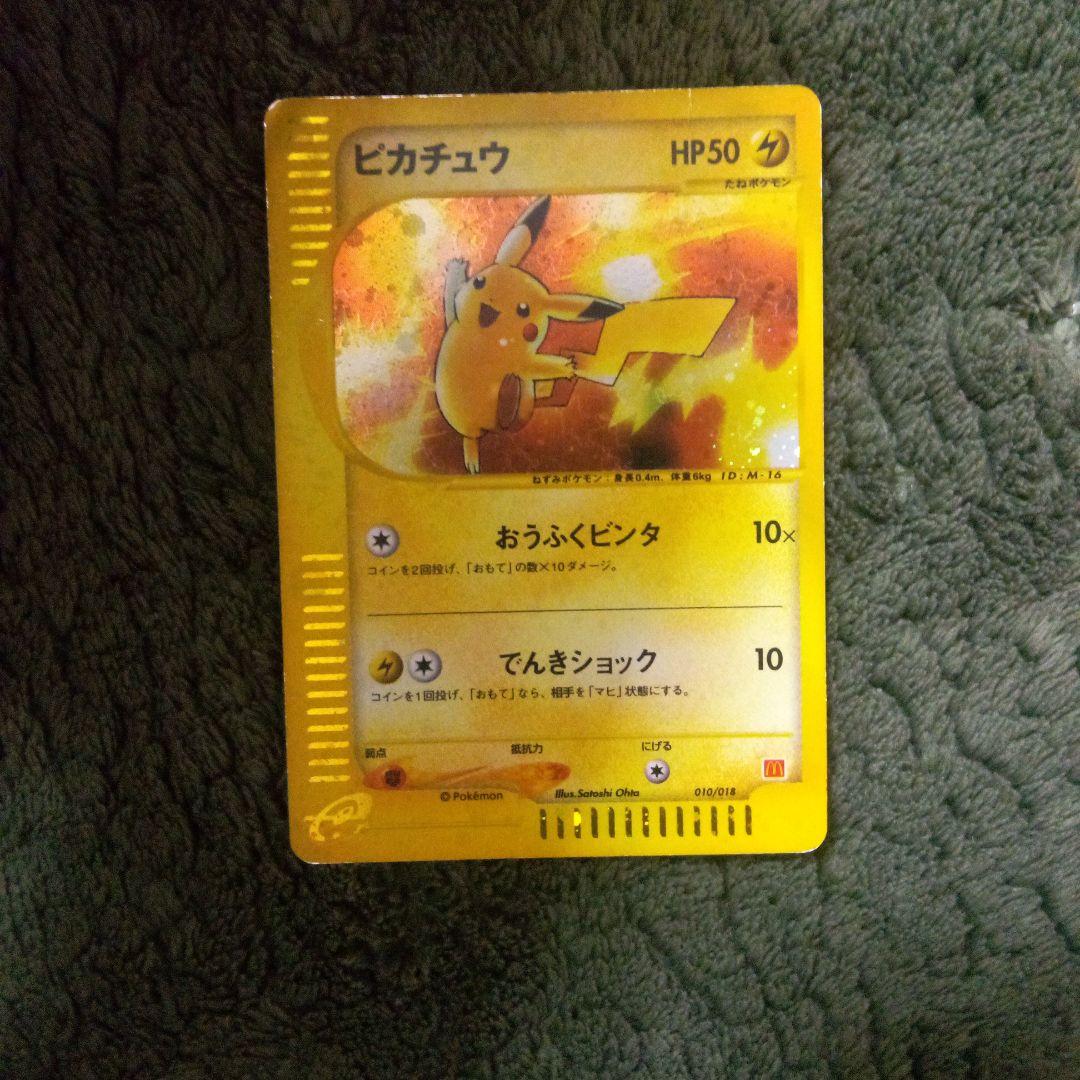 ピカチュウ HP50
たねポケモン
ねずみポケモン：身長0.4m、体重6kg ID：M-16
おうふくビンタ 10×
コインを2回投げ、「おもて」の数×10ダメージ。
でんきショック 10
コインを1回投げ、「おもて」なら、相手を「マヒ」状態にする。
弱点 抵抗力 にげる
©Pokémon Illus.Satoshi Ohta 010/018